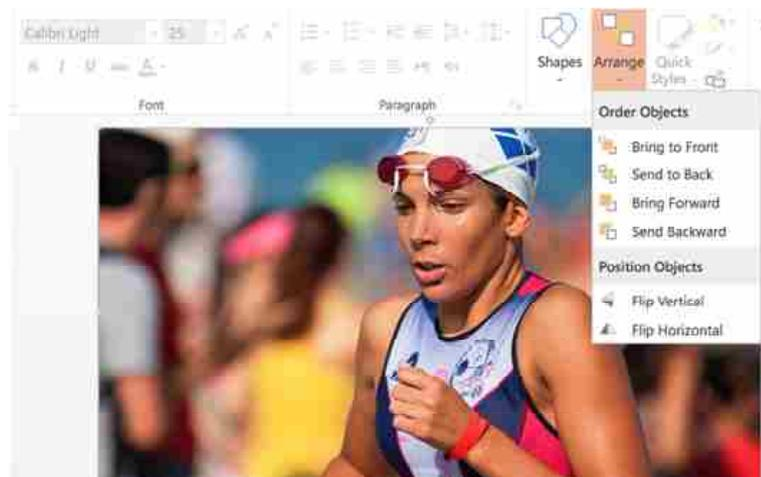 Calibri Light 25
B I U abc A
Shapes Arrange Quick
Styles
Font Paragraph
Order Objects
Bring to Front
Send to Back
Bring Forward
Send Backward
Position Objects
Flip Vertical
Flip Horizontal